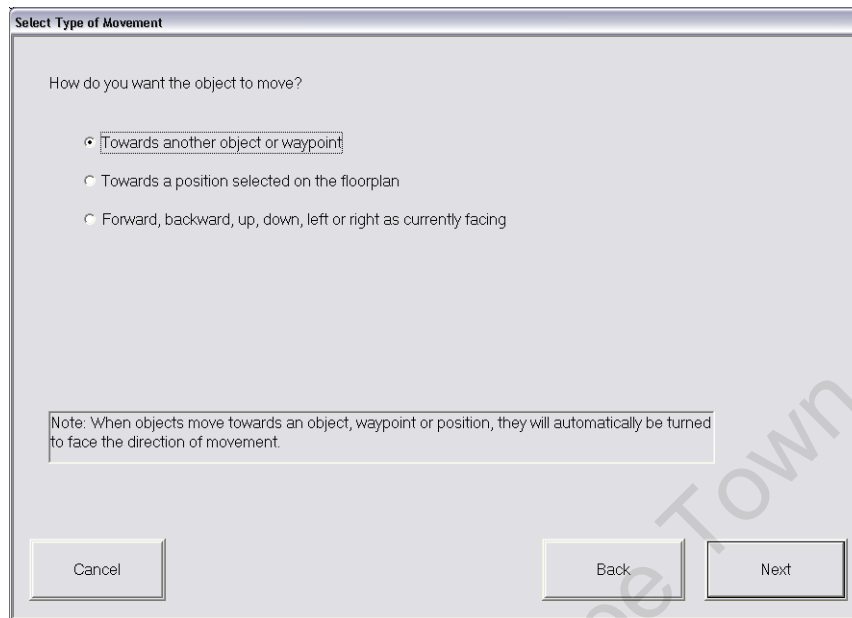 Select Type of Movement
How do you want the object to move?
Towards another object or waypoint
Towards a position selected on the floorplan
Forward, backward, up, down, left or right as currently facing
Note: When objects move towards an object, waypoint or position, they will automatically be turned
to face the direction of movement.
Cancel
Back
Next
Town